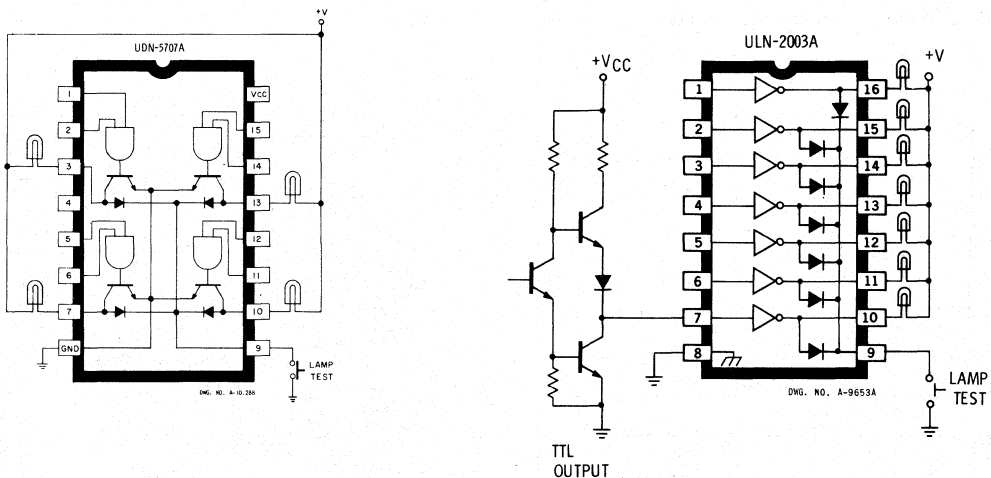 +V
UDN-5707A
1
2
3
4
5
6
7
GND
VCC
15
14
13
12
11
10
9
LAMP
TEST
DWG. NO. A-10,286
ULN-2003A
+VCC
+V
1
2
3
4
5
6
7
8
16
15
14
13
12
11
10
9
LAMP
TEST
DWG. NO. A-9653A
TTL
OUTPUT